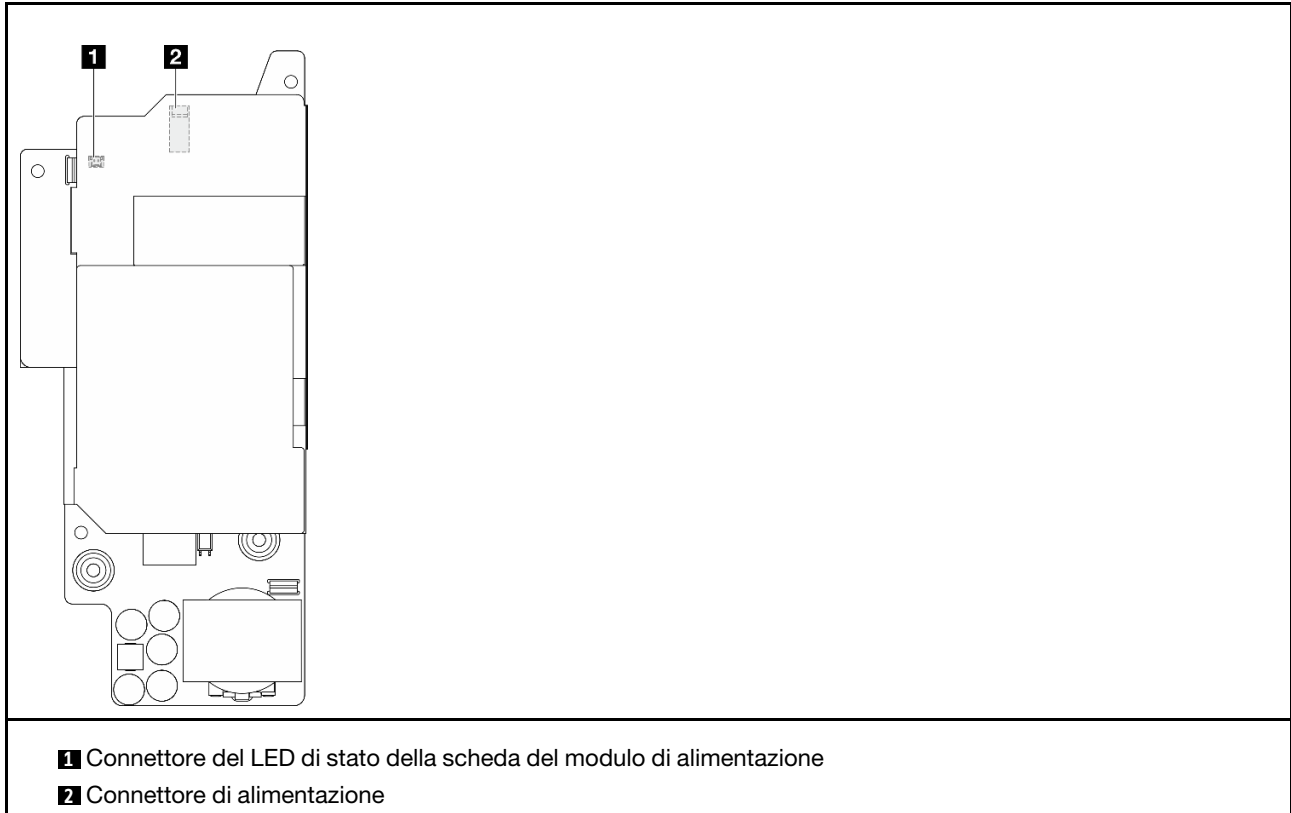 1 2
1 Connettore del LED di stato della scheda del modulo di alimentazione
2 Connettore di alimentazione